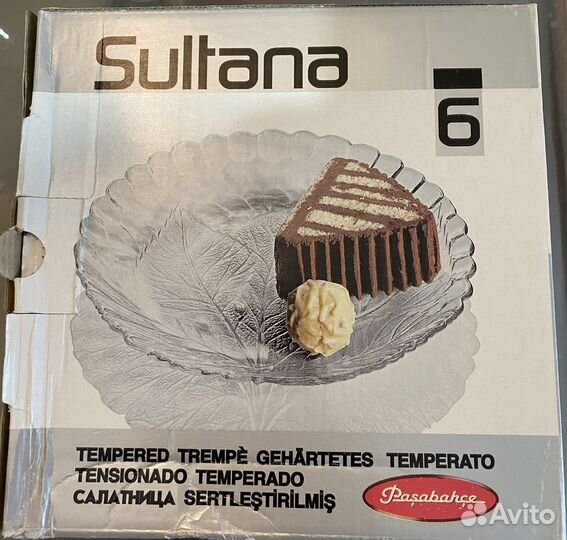 Sultana
6
TEMPERED TREMPÈ GEHÄRTETES TEMPERATO
TENSIONADO TEMPERADO
САЛАТНИЦА SERTLEŞTİRİLMİŞ
Paşabahçe
Avito